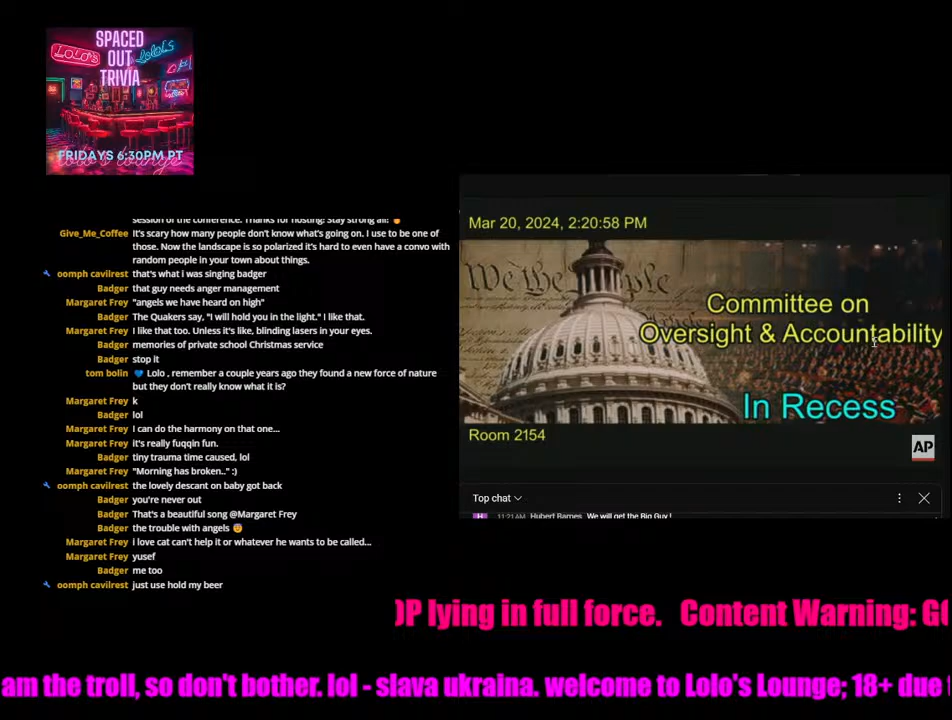 SPACED
OUT
TRIVIA
LOLO'S
LoLo's
FRIDAYS 6:30PM PT
lolo's lounge
session of the conference. Thanks for hosting! Stay strong all!
Give_Me_Coffee It's scary how many people don't know what's going on. I use to be one of
those. Now the landscape is so polarized it's hard to even have a convo with
random people in your town about things.
oomph cavilrest that's what i was singing badger
Badger that guy needs anger management
Margaret Frey "angels we have heard on high"
Badger The Quakers say, "I will hold you in the light." I like that.
Margaret Frey I like that too. Unless it's like, blinding lasers in your eyes.
Badger memories of private school Christmas service
Badger stop it
tom bolin 💙 Lolo , remember a couple years ago they found a new force of nature
but they don't really know what it is?
Margaret Frey k
Badger lol
Margaret Frey I can do the harmony on that one...
Margaret Frey it's really fuqqin fun.
Badger tiny trauma time caused, lol
Margaret Frey "Morning has broken.." :)
oomph cavilrest the lovely descant on baby got back
Badger you're never out
Badger That's a beautiful song @Margaret Frey
Badger the trouble with angels 😇
Margaret Frey i love cat can't help it or whatever he wants to be called...
Margaret Frey yusef
Badger me too
oomph cavilrest just use hold my beer
Mar 20, 2024, 2:20:58 PM
We the People
Committee on
Oversight & Accountability
In Recess
Room 2154
AP
Top chat
H 11:21AM Hubert Barnes We will get the Big Guy !
OP lying in full force. Content Warning: G
am the troll, so don't bother. lol - slava ukraina. welcome to Lolo's Lounge; 18+ due